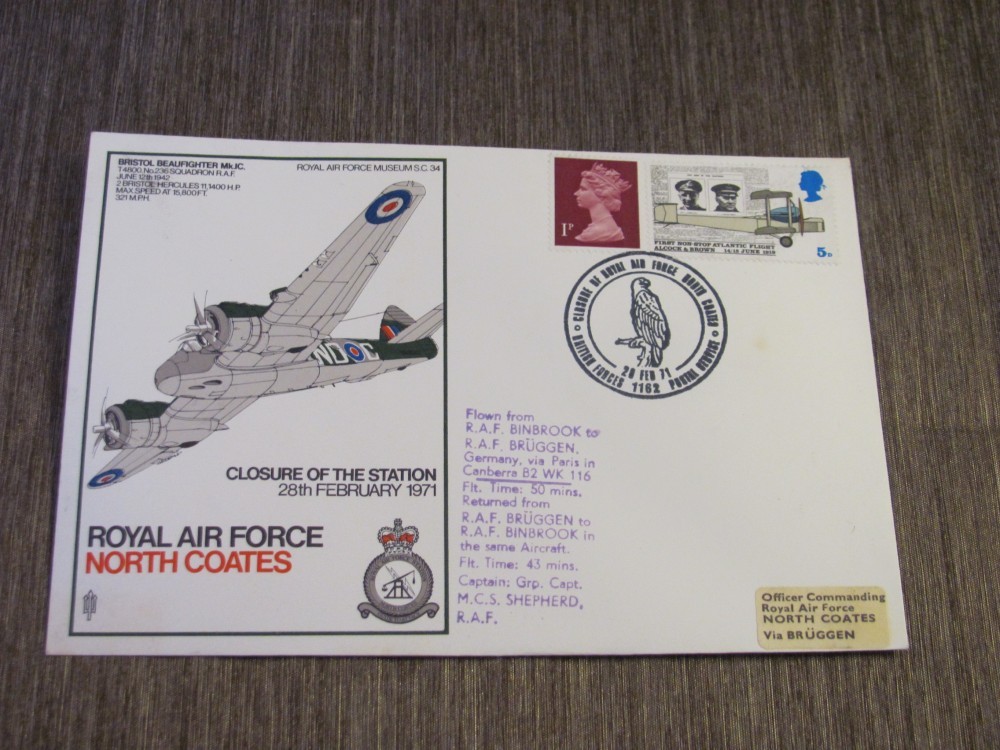 BRISTOL BEAUFIGHTER Mk.IC.
T4800. No.236 SQUADRON R.A.F.
JUNE 12th 1942
2 BRISTOL HERCULES 11,1400 H.P.
MAX SPEED AT 15,800FT.
321 M.P.H.
ROYAL AIR FORCE MUSEUM S.C. 34
ND C
CLOSURE OF THE STATION
28th FEBRUARY 1971
ROYAL AIR FORCE
NORTH COATES
1P
FIRST NON-STOP ATLANTIC FLIGHT
ALCOCK & BROWN 14/15 JUNE 1919
5D
CLOSURE OF ROYAL AIR FORCE NORTH COATES
28 FEB 71
BRITISH FORCES 1162 POSTAL SERVICE
Flown from
R.A.F. BINBROOK to
R.A.F. BRÜGGEN,
Germany, via Paris in
Canberra B2 WK 116
Flt. Time: 50 mins.
Returned from
R.A.F. BRÜGGEN to
R.A.F. BINBROOK in
the same Aircraft.
Flt. Time: 43 mins.
Captain: Grp. Capt.
M.C.S. SHEPHERD,
R.A.F.
Officer Commanding
Royal Air Force
NORTH COATES
Via BRÜGGEN